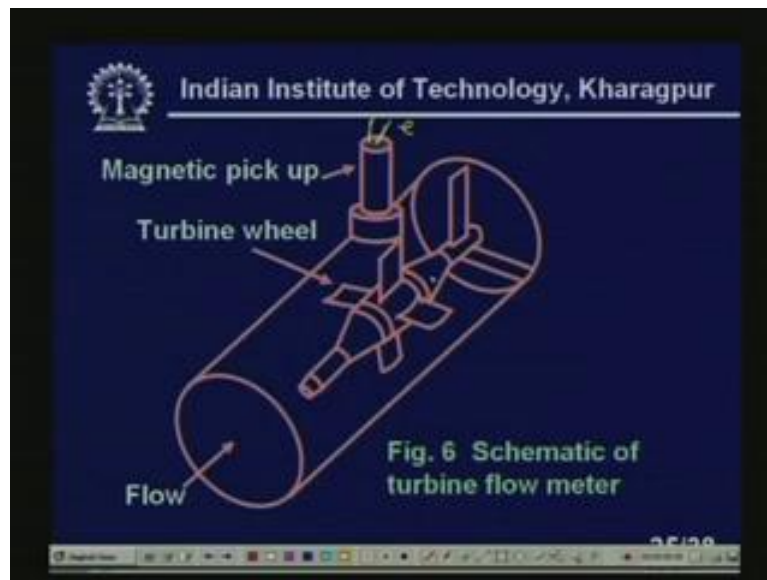 Indian Institute of Technology, Kharagpur
e
Magnetic pick up
Turbine wheel
Fig. 6 Schematic of
turbine flow meter
Flow